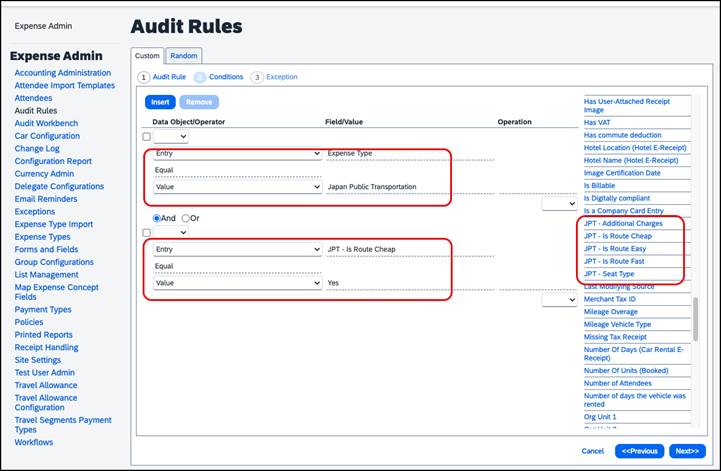 Expense Admin
Expense Admin
Accounting Administration
Attendee Import Templates
Attendees
Audit Rules
Audit Workbench
Car Configuration
Change Log
Configuration Report
Currency Admin
Delegate Configurations
Email Reminders
Exceptions
Expense Type Import
Expense Types
Forms and Fields
Group Configurations
List Management
Map Expense Concept
Fields
Payment Types
Policies
Printed Reports
Receipt Handling
Site Settings
Test User Admin
Travel Allowance
Travel Allowance
Configuration
Travel Segments Payment
Types
Workflows
Audit Rules
Custom Random
1 Audit Rule 2 Conditions 3 Exception
Insert Remove
Data Object/Operator Field/Value Operation
Entry Expense Type
Equal
Value Japan Public Transportation
And Or
Entry JPT - Is Route Cheap
Equal
Value Yes
Has User-Attached Receipt
Image
Has VAT
Has commute deduction
Hotel Location (Hotel E-Receipt)
Hotel Name (Hotel E-Receipt)
Image Certification Date
Is Billable
Is Digitally compliant
Is a Company Card Entry
JPT - Additional Charges
JPT - Is Route Cheap
JPT - Is Route Easy
JPT - Is Route Fast
JPT - Seat Type
Last Modifying Source
Merchant Tax ID
Mileage Overage
Mileage Vehicle Type
Missing Tax Receipt
Number Of Days (Car Rental E-
Receipt)
Number Of Units (Booked)
Number of Attendees
Number of days the vehicle was
rented
Org Unit 1
Cancel <<Previous Next>>